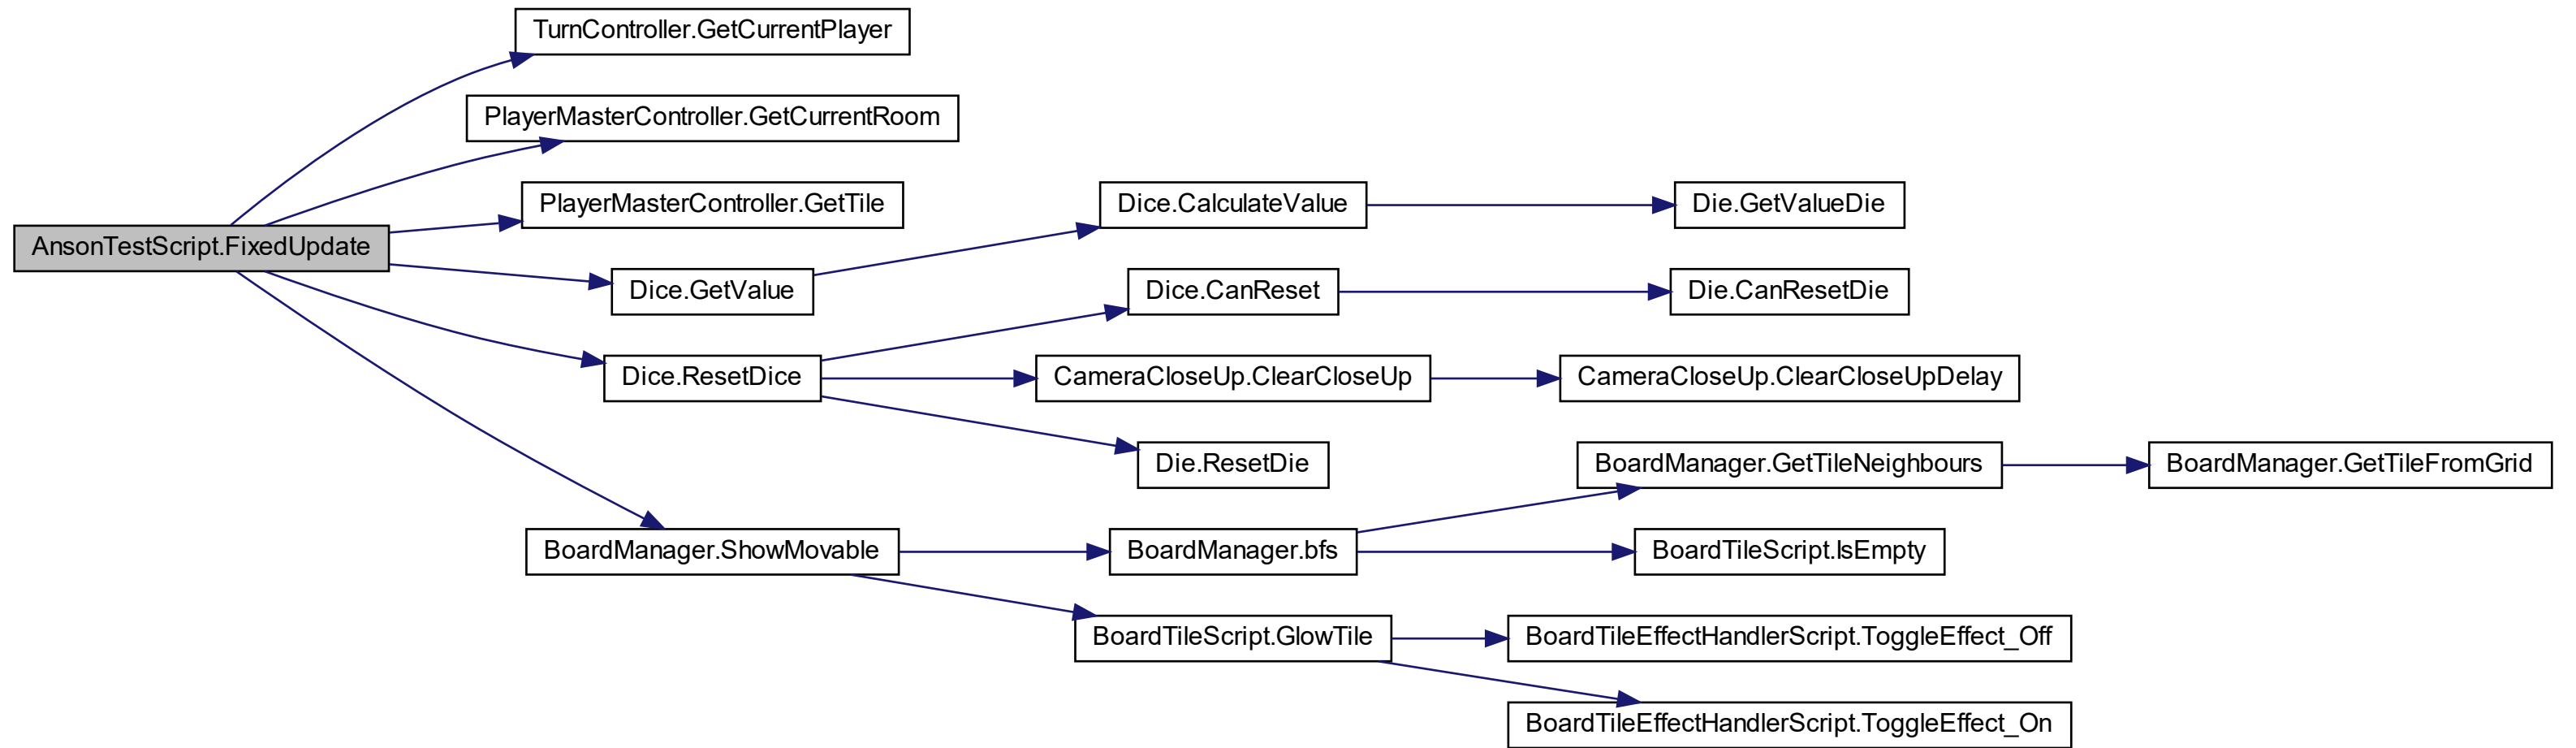 TurnController.GetCurrentPlayer
PlayerMasterController.GetCurrentRoom
PlayerMasterController.GetTile
Dice.CalculateValue
Die.GetValueDie
AnsonTestScript.FixedUpdate
Dice.GetValue
Dice.CanReset
Die.CanResetDie
Dice.ResetDice
CameraCloseUp.ClearCloseUp
CameraCloseUp.ClearCloseUpDelay
Die.ResetDie
BoardManager.GetTileNeighbours
BoardManager.GetTileFromGrid
BoardManager.ShowMovable
BoardManager.bfs
BoardTileScript.IsEmpty
BoardTileScript.GlowTile
BoardTileEffectHandlerScript.ToggleEffect_Off
BoardTileEffectHandlerScript.ToggleEffect_On